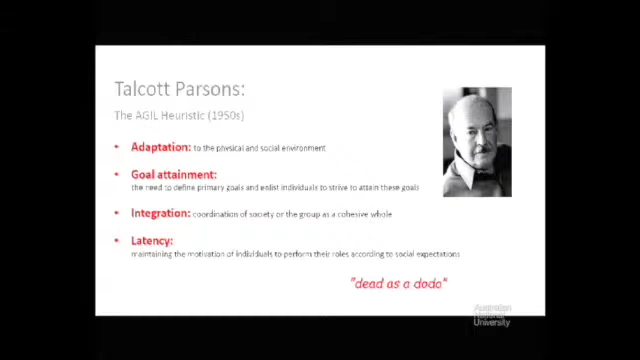 Talcott Parsons:
The AGIL Heuristic (1950s)
• Adaptation: to the physical and social environment
• Goal attainment:
the need to define primary goals and enlist individuals to strive to attain these goals
• Integration: coordination of society or the group as a cohesive whole
• Latency:
maintaining the motivation of individuals to perform their roles according to social expectations
"dead as a dodo"
Australian
National
University